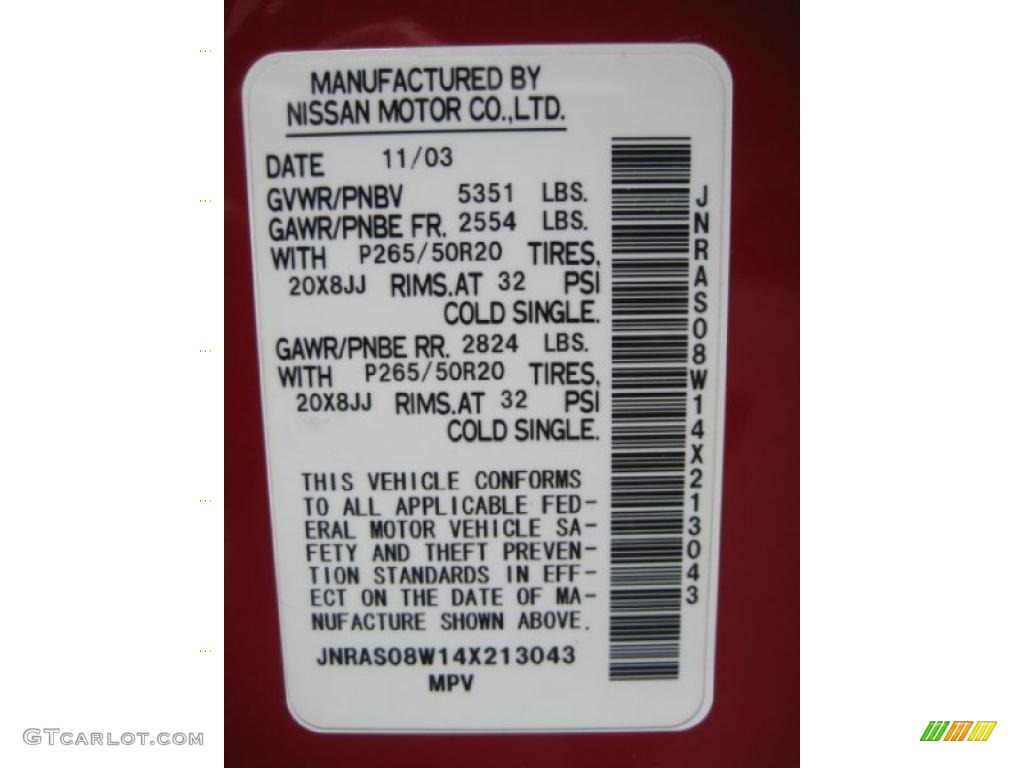 MANUFACTURED BY
NISSAN MOTOR CO.,LTD.
DATE 11/03
GVWR/PNBV 5351 LBS.
GAWR/PNBE FR. 2554 LBS.
WITH P265/50R20 TIRES,
20X8JJ RIMS.AT 32 PSI
COLD SINGLE.
GAWR/PNBE RR. 2824 LBS.
WITH P265/50R20 TIRES,
20X8JJ RIMS.AT 32 PSI
COLD SINGLE.
THIS VEHICLE CONFORMS
TO ALL APPLICABLE FED-
ERAL MOTOR VEHICLE SA-
FETY AND THEFT PREVEN-
TION STANDARDS IN EFF-
ECT ON THE DATE OF MA-
NUFACTURE SHOWN ABOVE.
JNRAS08W14X213043
MPV
JNRAS08W14X213043
GTCARLOT.COM